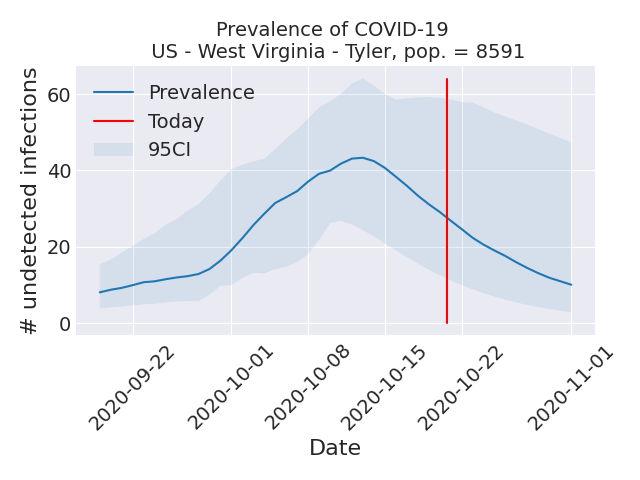 Prevalence of COVID-19
US - West Virginia - Tyler, pop. = 8591
# undetected infections
60
40
20
0
Prevalence
Today
95CI
2020-09-22
2020-10-01
2020-10-08
2020-10-15
2020-10-22
2020-11-01
Date